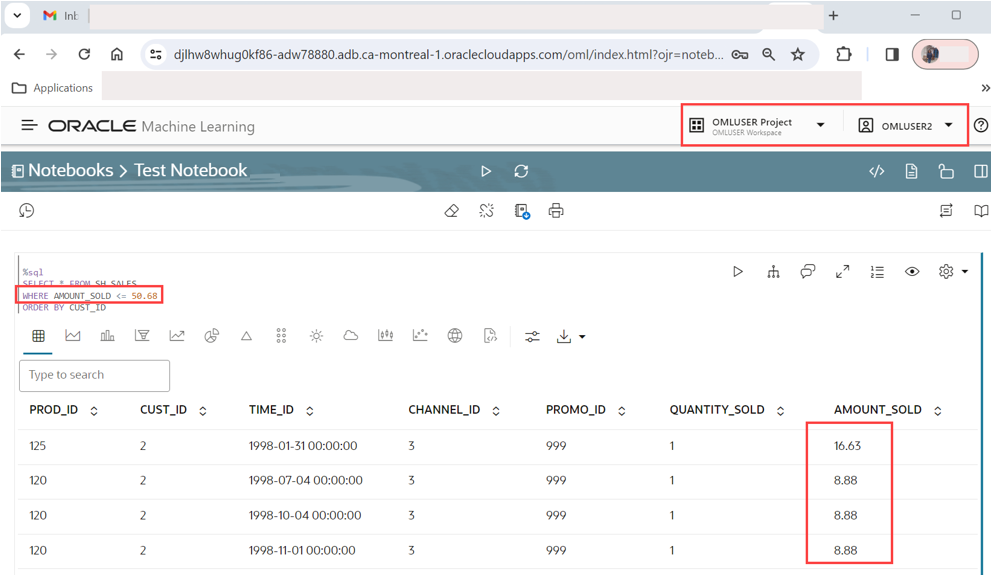 Inb
djlhw8whug0kf86-adw78880.adb.ca-montreal-1.oraclecloudapps.com/oml/index.html?ojr=noteb...
Applications
»
ORACLE Machine Learning
OMLUSER Project
OMLUSER Workspace
OMLUSER2
Notebooks > Test Notebook
%sql
SELECT * FROM SH.SALES
WHERE AMOUNT_SOLD <= 50.68
ORDER BY CUST_ID
Type to search
PROD_ID CUST_ID TIME_ID CHANNEL_ID PROMO_ID QUANTITY_SOLD AMOUNT_SOLD
125 2 1998-01-31 00:00:00 3 999 1 16.63
120 2 1998-07-04 00:00:00 3 999 1 8.88
120 2 1998-10-04 00:00:00 3 999 1 8.88
120 2 1998-11-01 00:00:00 3 999 1 8.88